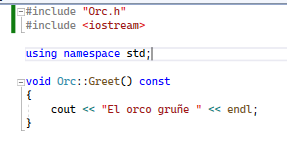 #include "Orc.h"
#include <iostream>
using namespace std;
void Orc::Greet() const
{
    cout << "El orco gruñe " << endl;
}